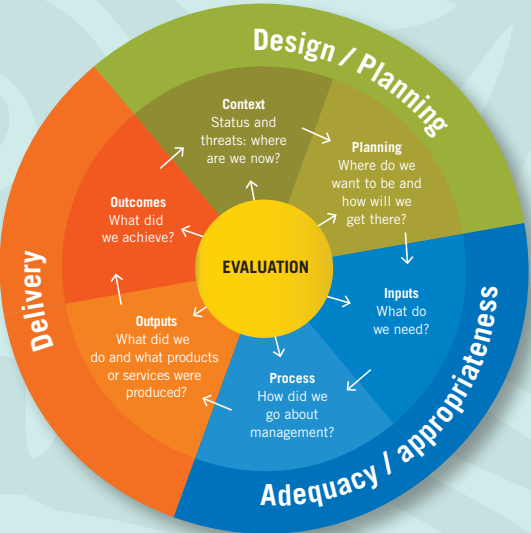 Design / Planning
Context
Status and
threats: where
are we now?
Planning
Where do we
want to be and
how will we
get there?
Outcomes
What did
we achieve?
EVALUATION
Inputs
What do
we need?
Delivery
Outputs
What did we
do and what products
or services were
produced?
Process
How did we
go about
management?
Adequacy / appropriateness